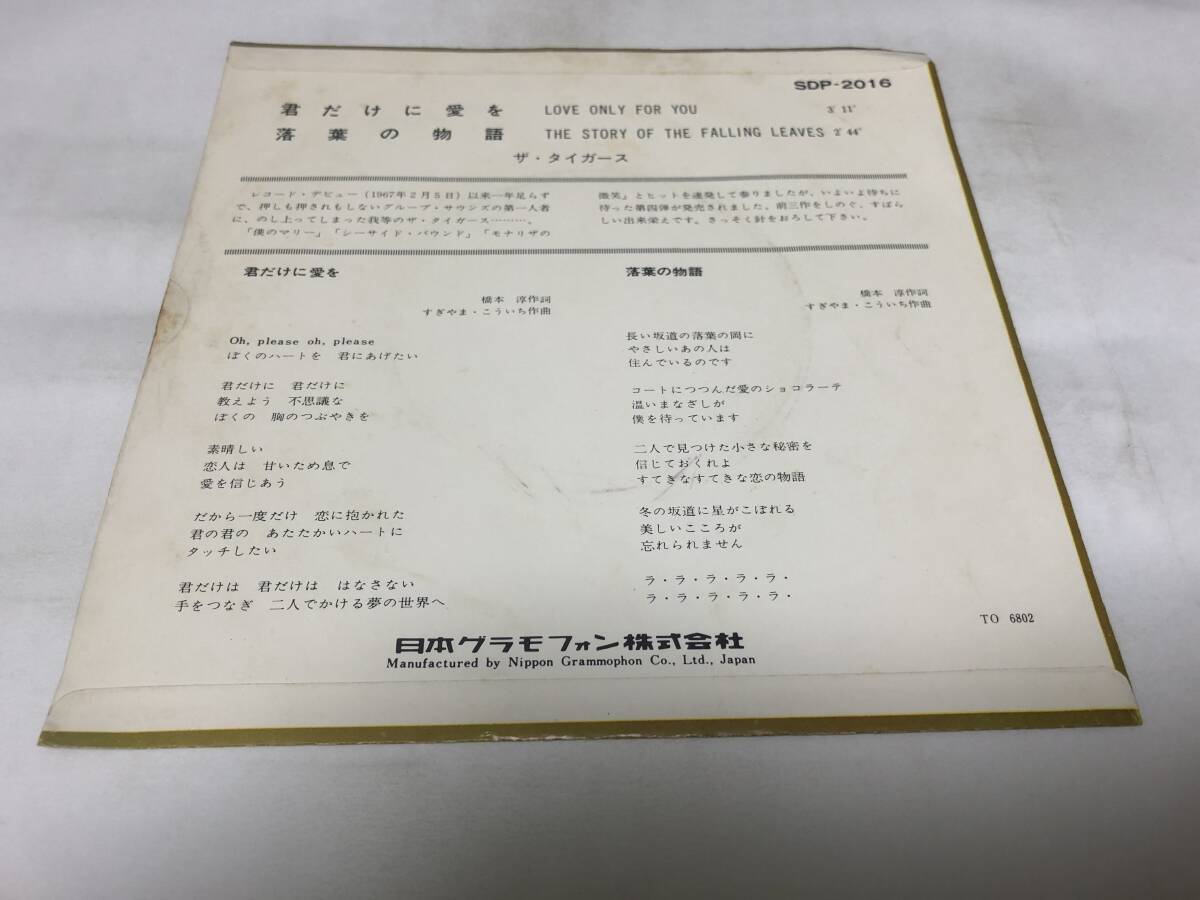 SDP-2016
君だけに愛を LOVE ONLY FOR YOU 3′ 11″
落葉の物語 THE STORY OF THE FALLING LEAVES 2′ 44″
ザ・タイガース
レコード・デビュー (1967年2月5日) 以来一年足らず
で、押しも押されもしないグループ・サウンズの第一人者
に、のし上ってしまった我等のザ・タイガース………。
「僕のマリー」「シーサイド・バウンド」「モナリザの
微笑」とヒットを連発して参りましたが、いよいよ待ちに
待った第四弾が発売されました。前三作をしのぐ、すばら
しい出来栄えです。さっそく針をおろして下さい。
君だけに愛を
橋本 淳作詞
すぎやま・こういち作曲
Oh, please oh, please
ぼくのハートを 君にあげたい
君だけに 君だけに
教えよう 不思議な
ぼくの 胸のつぶやきを
素晴しい
恋人は 甘いため息で
愛を信じあう
だから一度だけ 恋に抱かれた
君の君の あたたかいハートに
タッチしたい
君だけは 君だけは はなさない
手をつなぎ 二人でかける夢の世界へ
落葉の物語
橋本 淳作詞
すぎやま・こういち作曲
長い坂道の落葉の岡に
やさしいあの人は
住んでいるのです
コートにつつんだ愛のショコラーテ
温いまなざしが
僕を待っています
二人で見つけた小さな秘密を
信じておくれよ
すてきなすてきな恋の物語
冬の坂道に星がこぼれる
美しいこころが
忘れられません
ラ・ラ・ラ・ラ・ラ・
ラ・ラ・ラ・ラ・ラ・
TO 6802
日本グラモフォン株式会社
Manufactured by Nippon Grammophon Co., Ltd., Japan